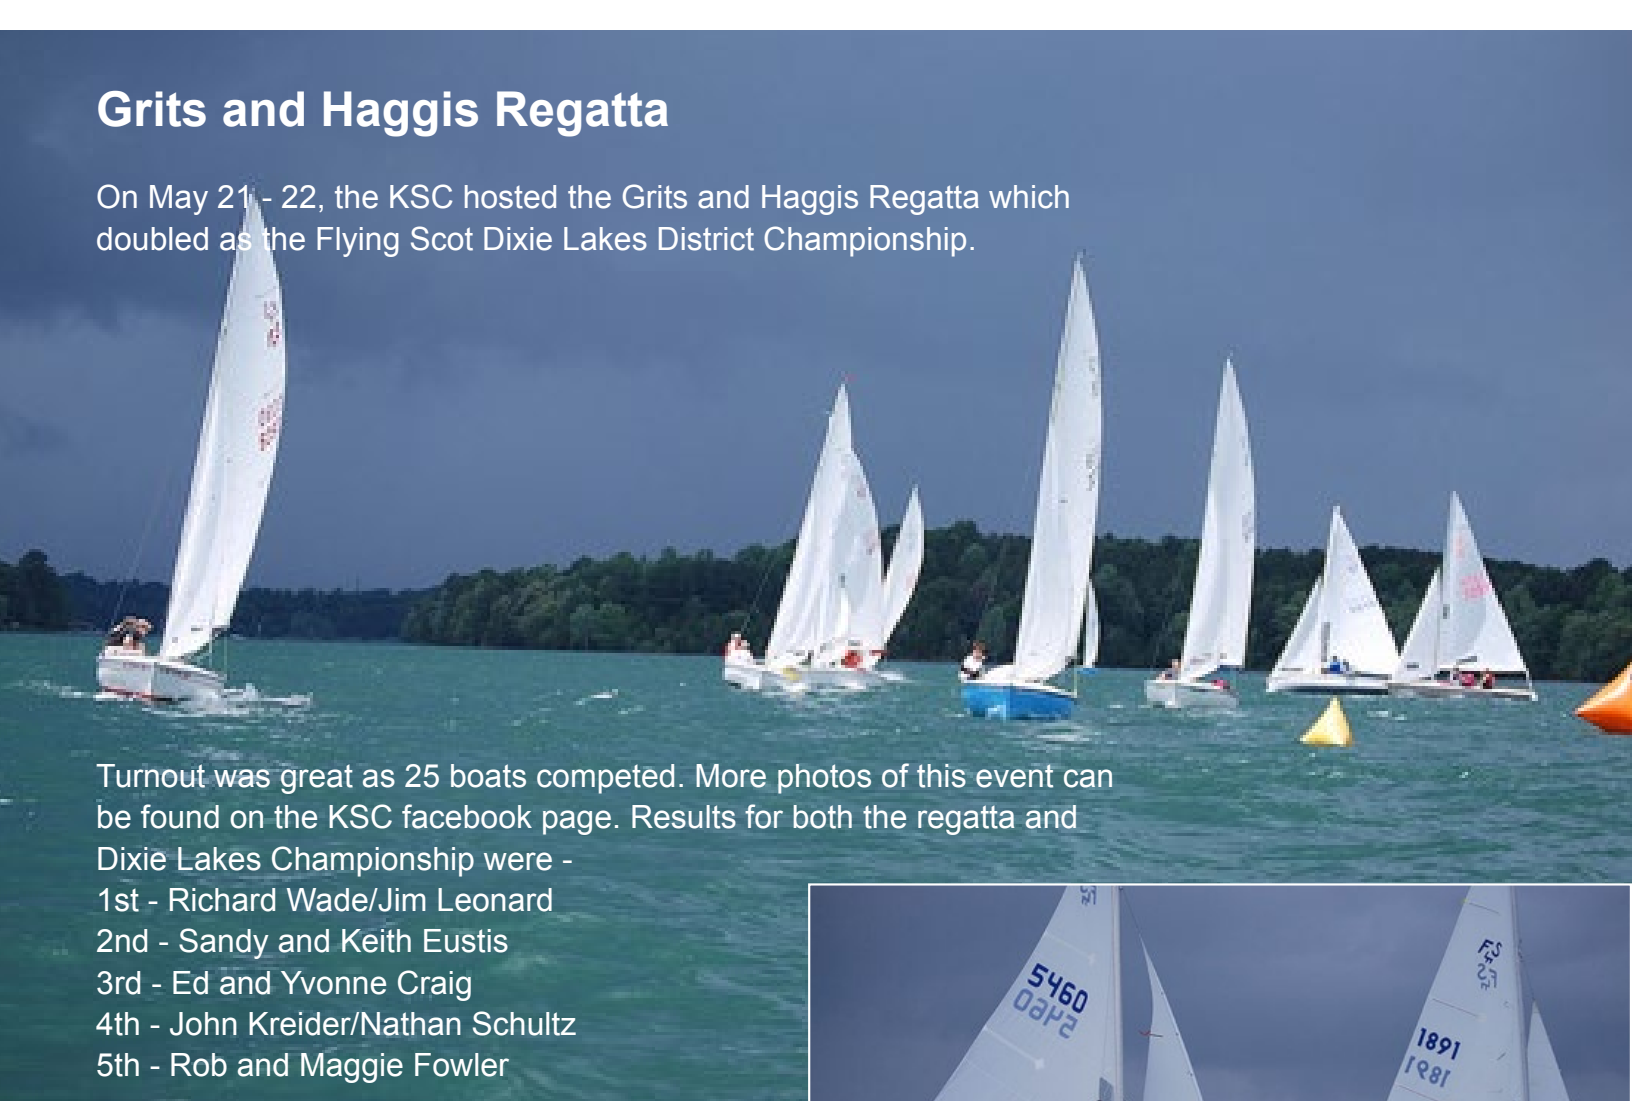 Grits and Haggis Regatta
On May 21 - 22, the KSC hosted the Grits and Haggis Regatta which
doubled as the Flying Scot Dixie Lakes District Championship.
Turnout was great as 25 boats competed. More photos of this event can
be found on the KSC facebook page. Results for both the regatta and
Dixie Lakes Championship were -
1st - Richard Wade/Jim Leonard
2nd - Sandy and Keith Eustis
3rd - Ed and Yvonne Craig
4th - John Kreider/Nathan Schultz
5th - Rob and Maggie Fowler
5460
FS
1891